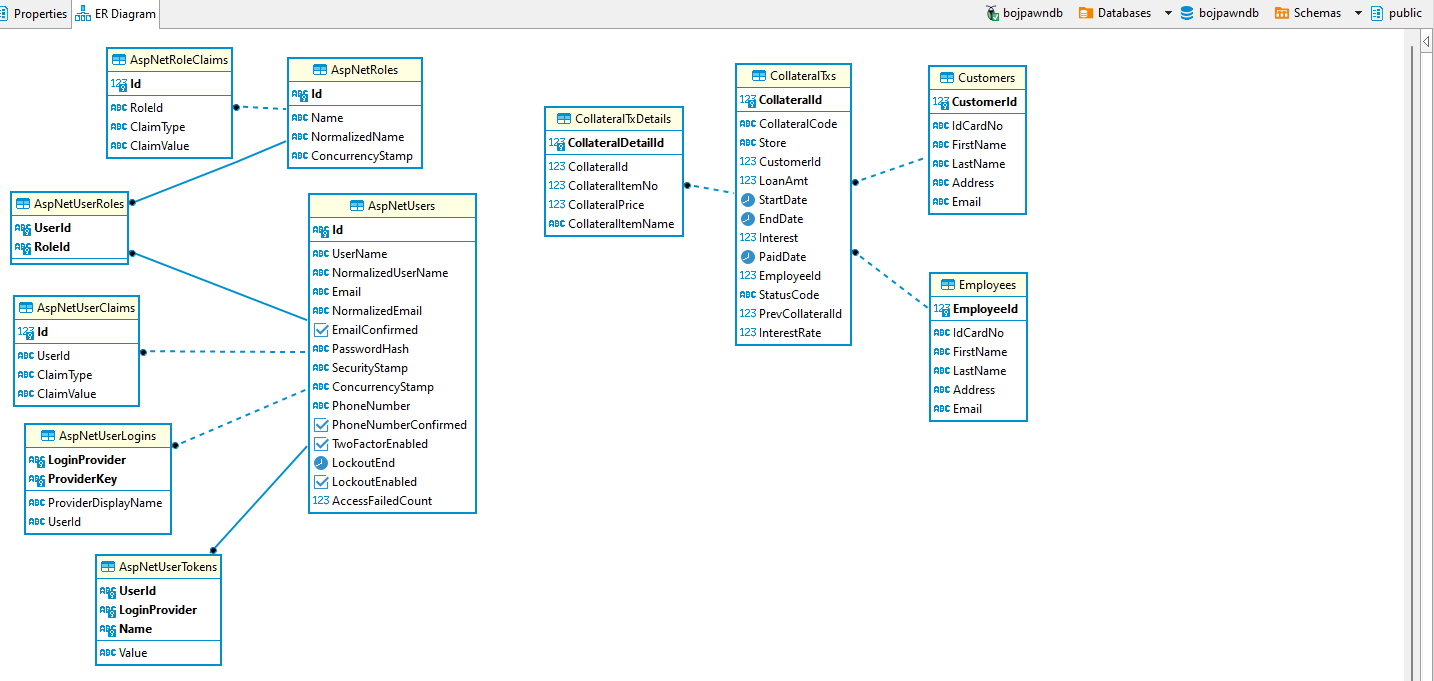 Properties
ER Diagram
bojpawndb
Databases
bojpawndb
Schemas
public
AspNetRoleClaims
123 Id
ABC RoleId
ABC ClaimType
ABC ClaimValue
AspNetRoles
ABC Id
ABC Name
ABC NormalizedName
ABC ConcurrencyStamp
AspNetUserRoles
ABC UserId
ABC RoleId
AspNetUsers
ABC Id
ABC UserName
ABC NormalizedUserName
ABC Email
ABC NormalizedEmail
EmailConfirmed
ABC PasswordHash
ABC SecurityStamp
ABC ConcurrencyStamp
ABC PhoneNumber
PhoneNumberConfirmed
TwoFactorEnabled
LockoutEnd
LockoutEnabled
123 AccessFailedCount
AspNetUserClaims
123 Id
ABC UserId
ABC ClaimType
ABC ClaimValue
AspNetUserLogins
ABC LoginProvider
ABC ProviderKey
ABC ProviderDisplayName
ABC UserId
AspNetUserTokens
ABC UserId
ABC LoginProvider
ABC Name
ABC Value
CollateralTxDetails
123 CollateralDetailId
123 CollateralId
123 CollateralItemNo
123 CollateralPrice
ABC CollateralItemName
CollateralTxs
123 CollateralId
ABC CollateralCode
ABC Store
123 CustomerId
123 LoanAmt
StartDate
EndDate
123 Interest
PaidDate
123 EmployeeId
ABC StatusCode
123 PrevCollateralId
123 InterestRate
Customers
123 CustomerId
ABC IdCardNo
ABC FirstName
ABC LastName
ABC Address
ABC Email
Employees
123 EmployeeId
ABC IdCardNo
ABC FirstName
ABC LastName
ABC Address
ABC Email